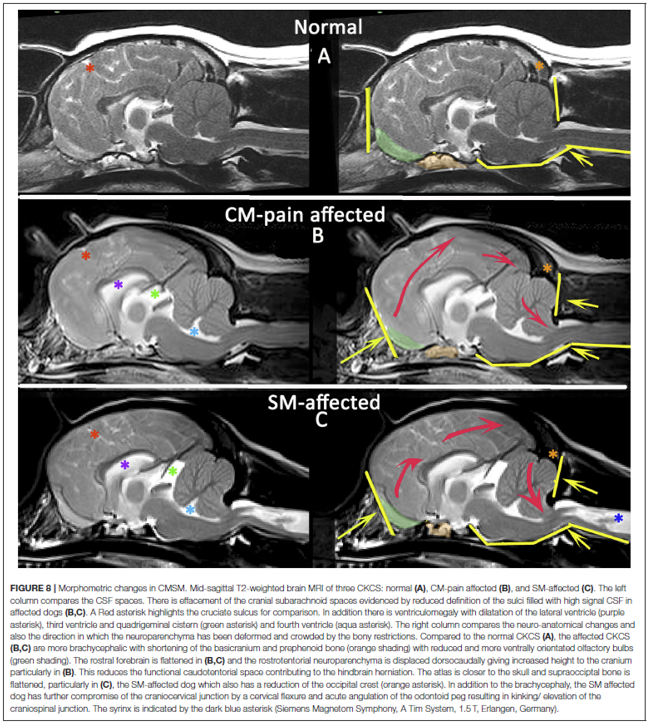 Normal
A
CM-pain affected
B
SM-affected
C
FIGURE 8 | Morphometric changes in CMSM. Mid-sagittal T2-weighted brain MRI of three CKCS: normal (A), CM-pain affected (B), and SM-affected (C). The left
column compares the CSF spaces. There is effacement of the cranial subarachnoid spaces evidenced by reduced definition of the sulci filled with high signal CSF in
affected dogs (B,C). A Red asterisk highlights the cruciate sulcus for comparison. In addition there is ventriculomegaly with dilatation of the lateral ventricle (purple
asterisk), third ventricle and quadrigeminal cistern (green asterisk) and fourth ventricle (aqua asterisk). The right column compares the neuro-anatomical changes and
also the direction in which the neuroparenchyma has been deformed and crowded by the bony restrictions. Compared to the normal CKCS (A), the affected CKCS
(B,C) are more brachycephalic with shortening of the basicranium and prephenoid bone (orange shading) with reduced and more ventrally orientated olfactory bulbs
(green shading). The rostral forebrain is flattened in (B,C) and the rostrotentorial neuroparenchyma is displaced dorsocaudally giving increased height to the cranium
particularly in (B). This reduces the functional caudotentorial space contributing to the hindbrain herniation. The atlas is closer to the skull and supraocciptal bone is
flattened, particularly in (C), the SM-affected dog which also has a reduction of the occipital crest (orange asterisk). In addition to the brachycephaly, the SM affected
dog has further compromise of the craniocervical junction by a cervical flexure and acute angulation of the odontoid peg resulting in kinking/ elevation of the
craniospinal junction. The syrinx is indicated by the dark blue asterisk (Siemens Magnetom Symphony, A Tim System, 1.5 T, Erlangen, Germany).